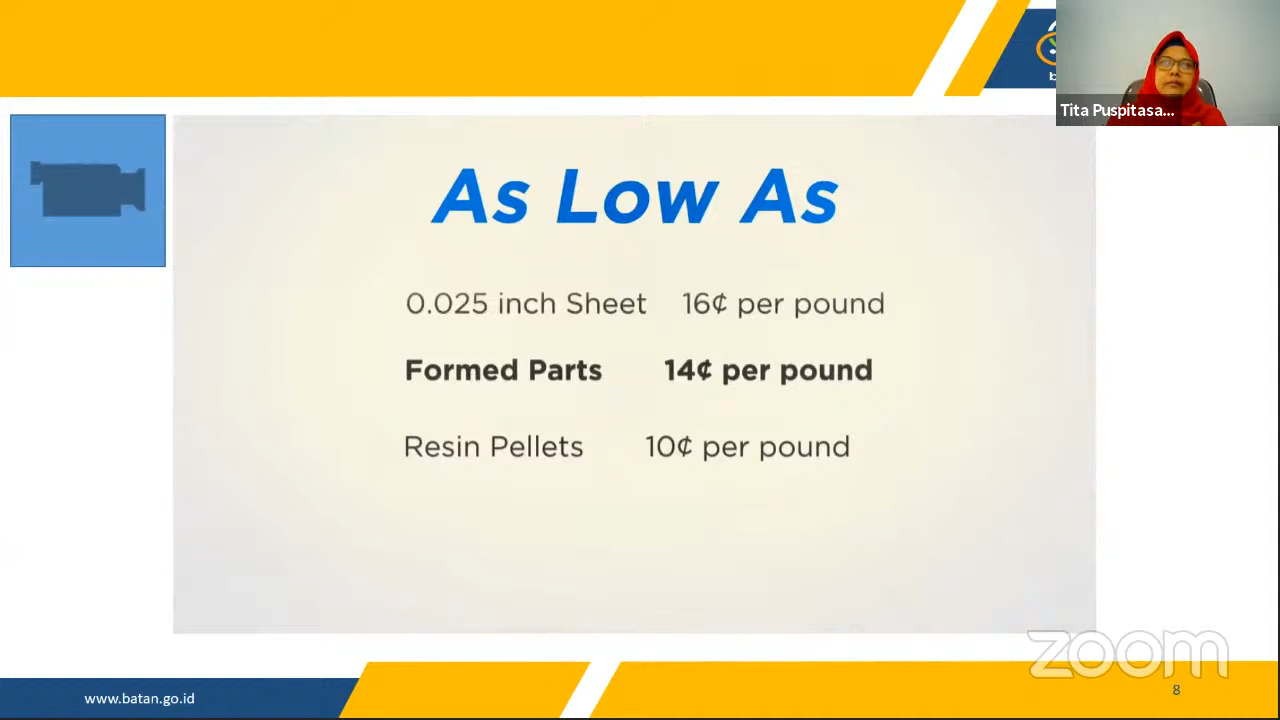 Tita Puspitasa...
As Low As
0.025 inch Sheet 16¢ per pound
Formed Parts 14¢ per pound
Resin Pellets 10¢ per pound
zoom
www.batan.go.id
8